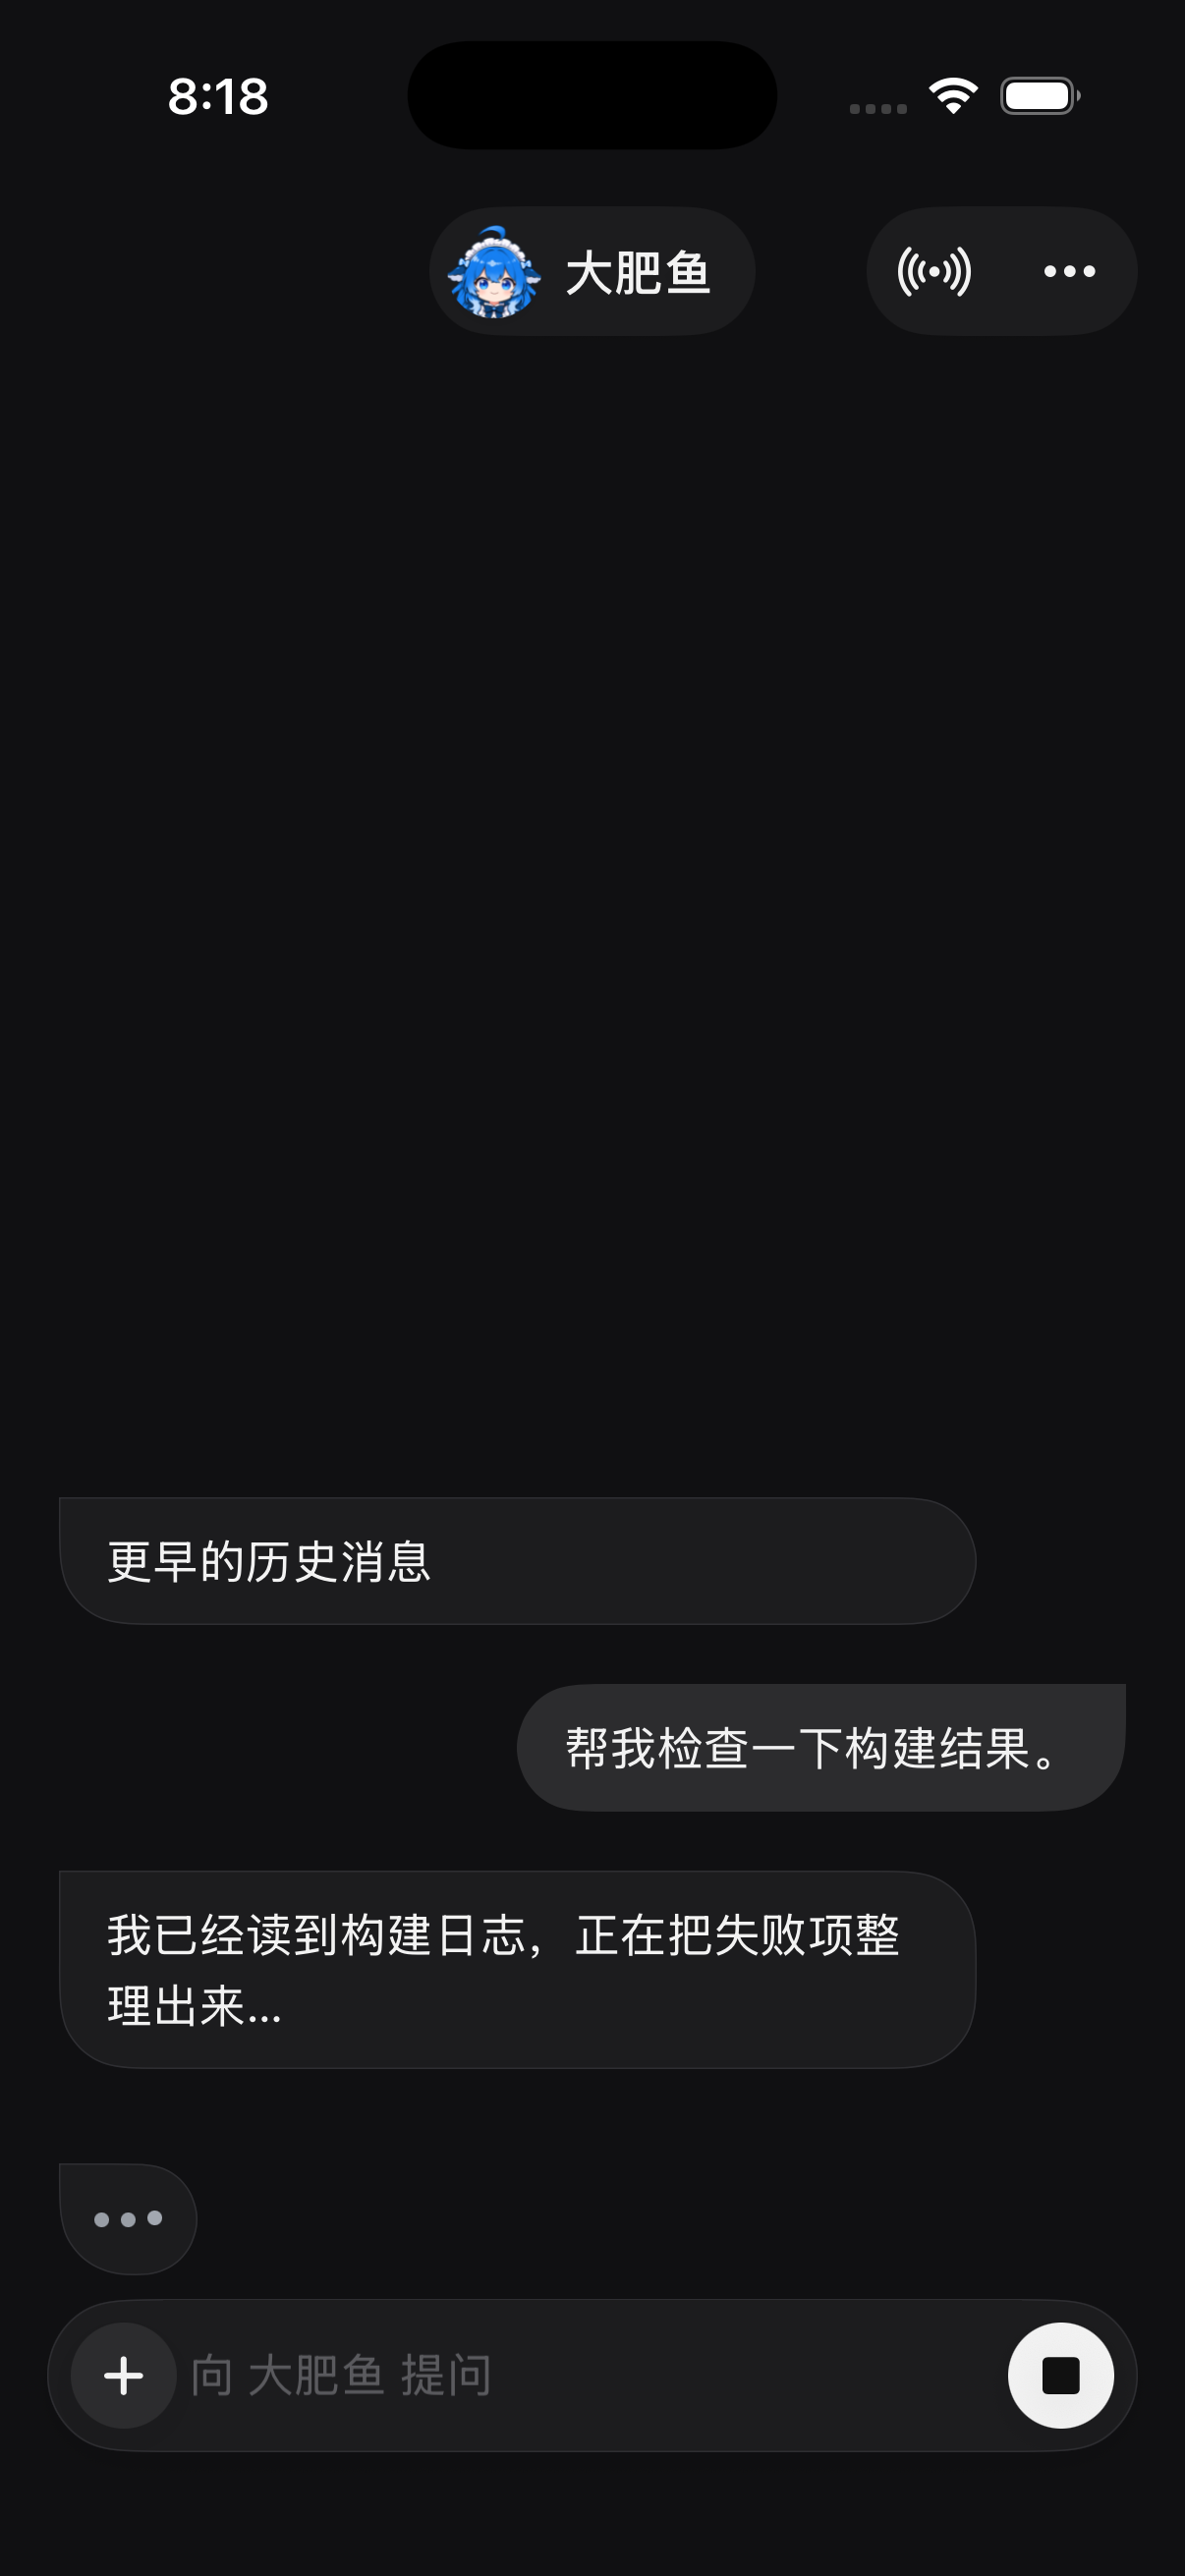 8:18
大肥鱼
更早的历史消息
帮我检查一下构建结果。
我已经读到构建日志，正在把失败项整
理出来...
向 大肥鱼 提问